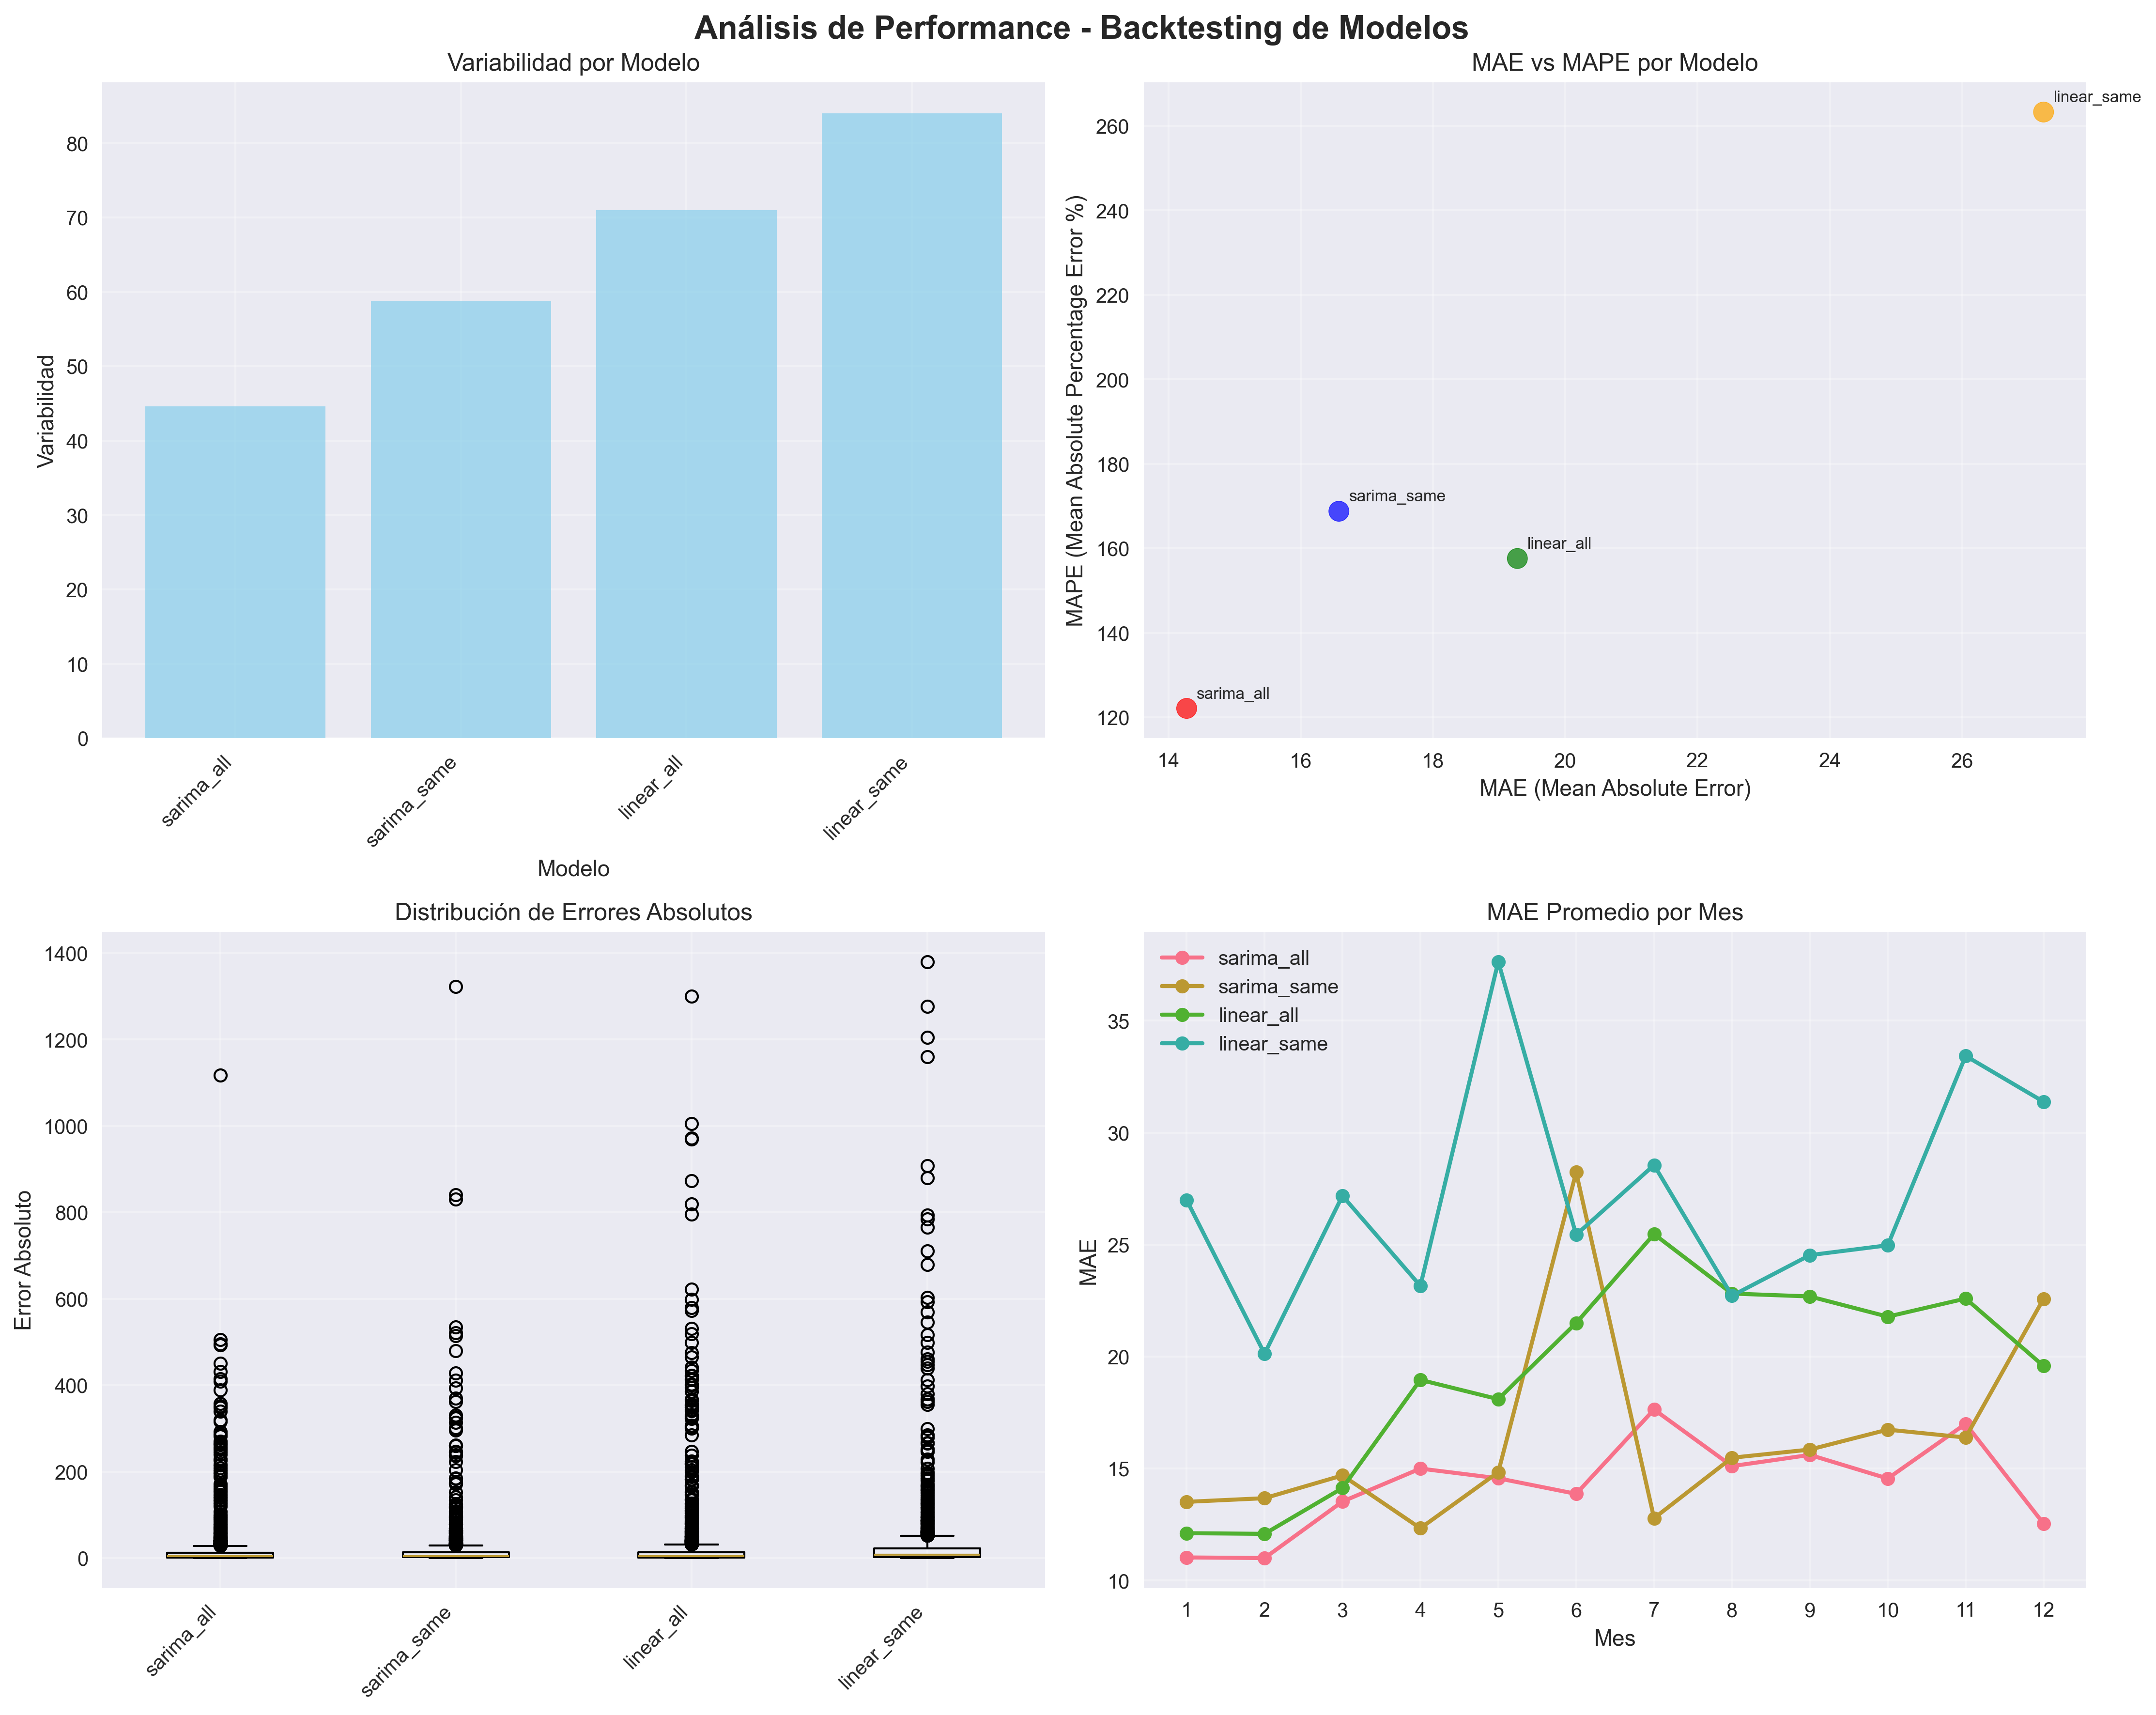 Análisis de Performance - Backtesting de Modelos
Variabilidad por Modelo
Variabilidad
80
70
60
50
40
30
20
10
0
sarima_all
sarima_same
linear_all
linear_same
Modelo
MAE vs MAPE por Modelo
MAPE (Mean Absolute Percentage Error %)
260
240
220
200
180
160
140
120
linear_same
sarima_same
linear_all
sarima_all
14
16
18
20
22
24
26
MAE (Mean Absolute Error)
Distribución de Errores Absolutos
Error Absoluto
1400
1200
1000
800
600
400
200
0
sarima_all
sarima_same
linear_all
linear_same
MAE Promedio por Mes
sarima_all
sarima_same
linear_all
linear_same
MAE
35
30
25
20
15
10
1
2
3
4
5
6
7
8
9
10
11
12
Mes